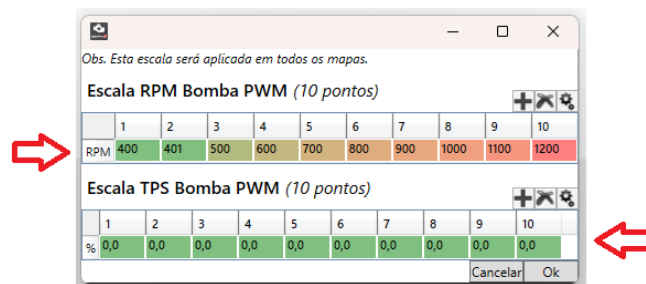 Obs. Esta escala será aplicada em todos os mapas.
Escala RPM Bomba PWM (10 pontos)
1 2 3 4 5 6 7 8 9 10
RPM 400 401 500 600 700 800 900 1000 1100 1200
Escala TPS Bomba PWM (10 pontos)
1 2 3 4 5 6 7 8 9 10
% 0,0 0,0 0,0 0,0 0,0 0,0 0,0 0,0 0,0 0,0
Cancelar Ok